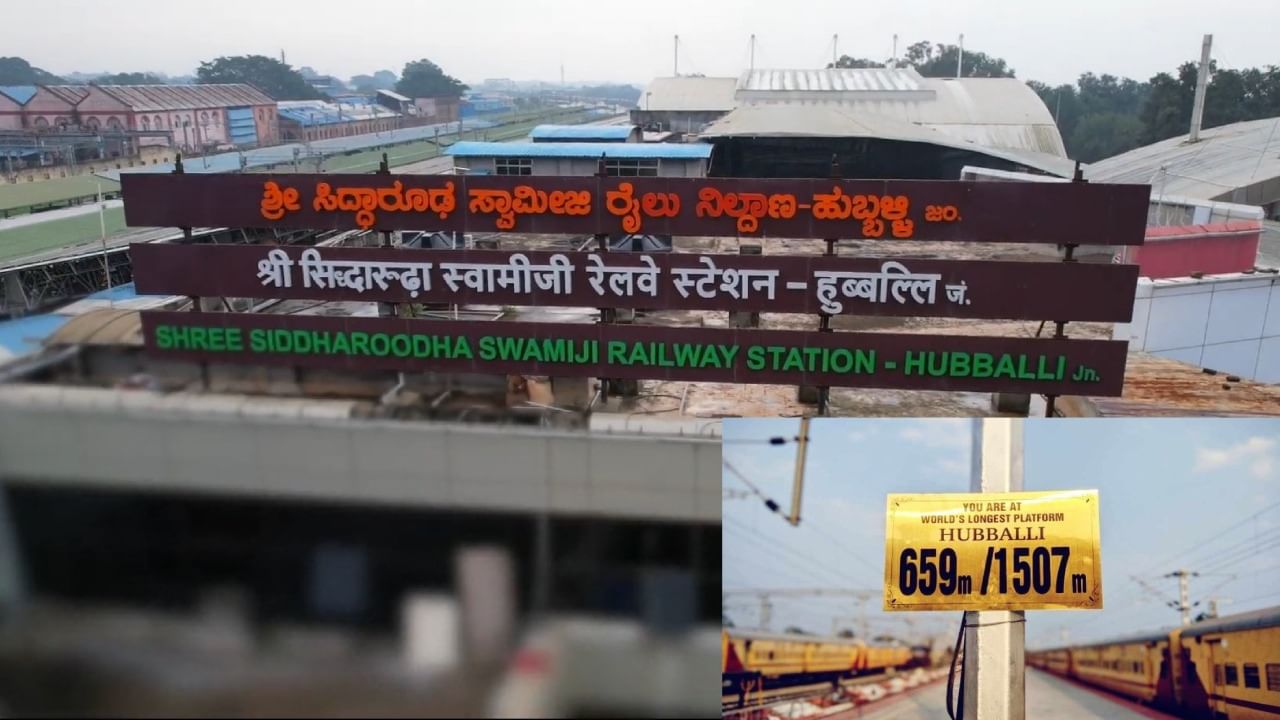 ಶ್ರೀ ಸಿದ್ಧಾರೂಢ ಸ್ವಾಮೀಜಿ ರೈಲು ನಿಲ್ದಾಣ-ಹುಬ್ಬಳ್ಳಿ ಜಂ.
श्री सिद्धारूढ़ा स्वामीजी रेलवे स्टेशन - हुब्बल्लि जं.
SHREE SIDDHAROODHA SWAMIJI RAILWAY STATION - HUBBALLI Jn.
YOU ARE AT
WORLD'S LONGEST PLATFORM
HUBBALLI
659m /1507m